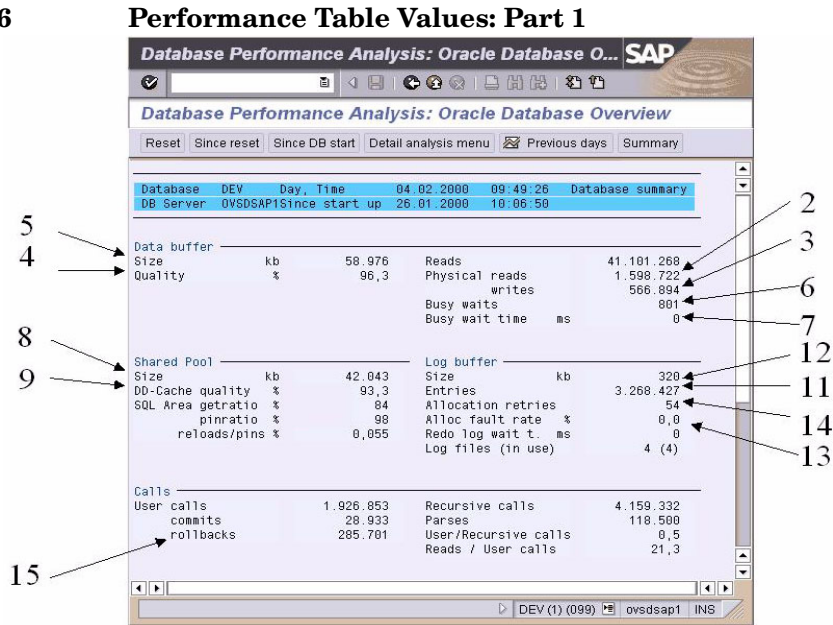 6 Performance Table Values: Part 1
Database Performance Analysis: Oracle Database O... SAP
Database Performance Analysis: Oracle Database Overview
Reset Since reset Since DB start Detail analysis menu Previous days Summary
Database DEV Day, Time 04.02.2000 09:49:26 Database summary
DB Server OVSDSAP1Since start up 26.01.2000 10:06:50
2
5
Data buffer
3
4
Size kb 58.976 Reads 41.101.268
Quality % 96,3 Physical reads 1.598.722
writes 566.894
6
Busy waits 801
Busy wait time ms 0
7
8
Shared Pool Log buffer
12
Size kb 42.043 Size kb 320
9
DD-Cache quality % 93,3 Entries 3.268.427
11
SQL Area getratio % 84 Allocation retries 54
pinratio % 98 Alloc fault rate % 0,0
14
reloads/pins % 0,055 Redo log wait t. ms 0
Log files (in use) 4 (4)
13
Calls
User calls 1.926.853 Recursive calls 4.159.332
commits 28.933 Parses 118.500
rollbacks 285.701 User/Recursive calls 0,5
Reads / User calls 21,3
15
DEV (1) (099) ovsdsap1 INS